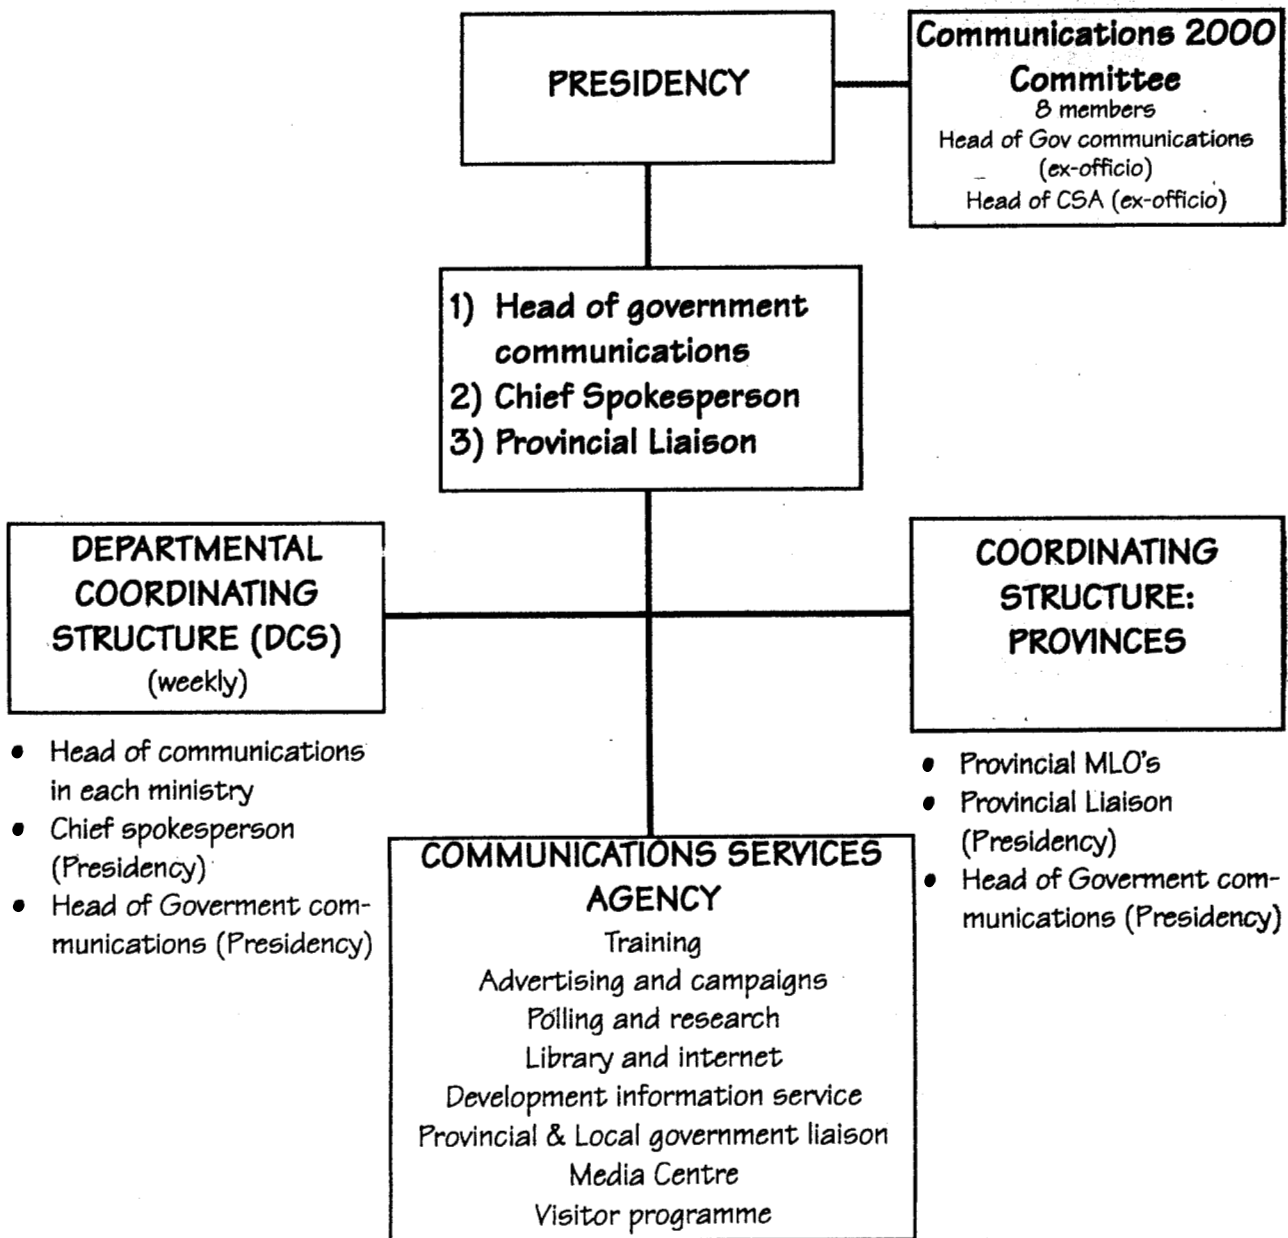 PRESIDENCY
Communications 2000
Committee
8 members
Head of Gov communications
(ex-officio)
Head of CSA (ex-officio)
1) Head of government
communications
2) Chief Spokesperson
3) Provincial Liaison
DEPARTMENTAL
COORDINATING
STRUCTURE (DCS)
(weekly)
• Head of communications
in each ministry
• Chief spokesperson
(Presidency)
• Head of Goverment com-
munications (Presidency)
COORDINATING
STRUCTURE:
PROVINCES
• Provincial MLO's
• Provincial Liaison
(Presidency)
• Head of Goverment com-
munications (Presidency)
COMMUNICATIONS SERVICES
AGENCY
Training
Advertising and campaigns
Polling and research
Library and internet
Development information service
Provincial & Local government liaison
Media Centre
Visitor programme